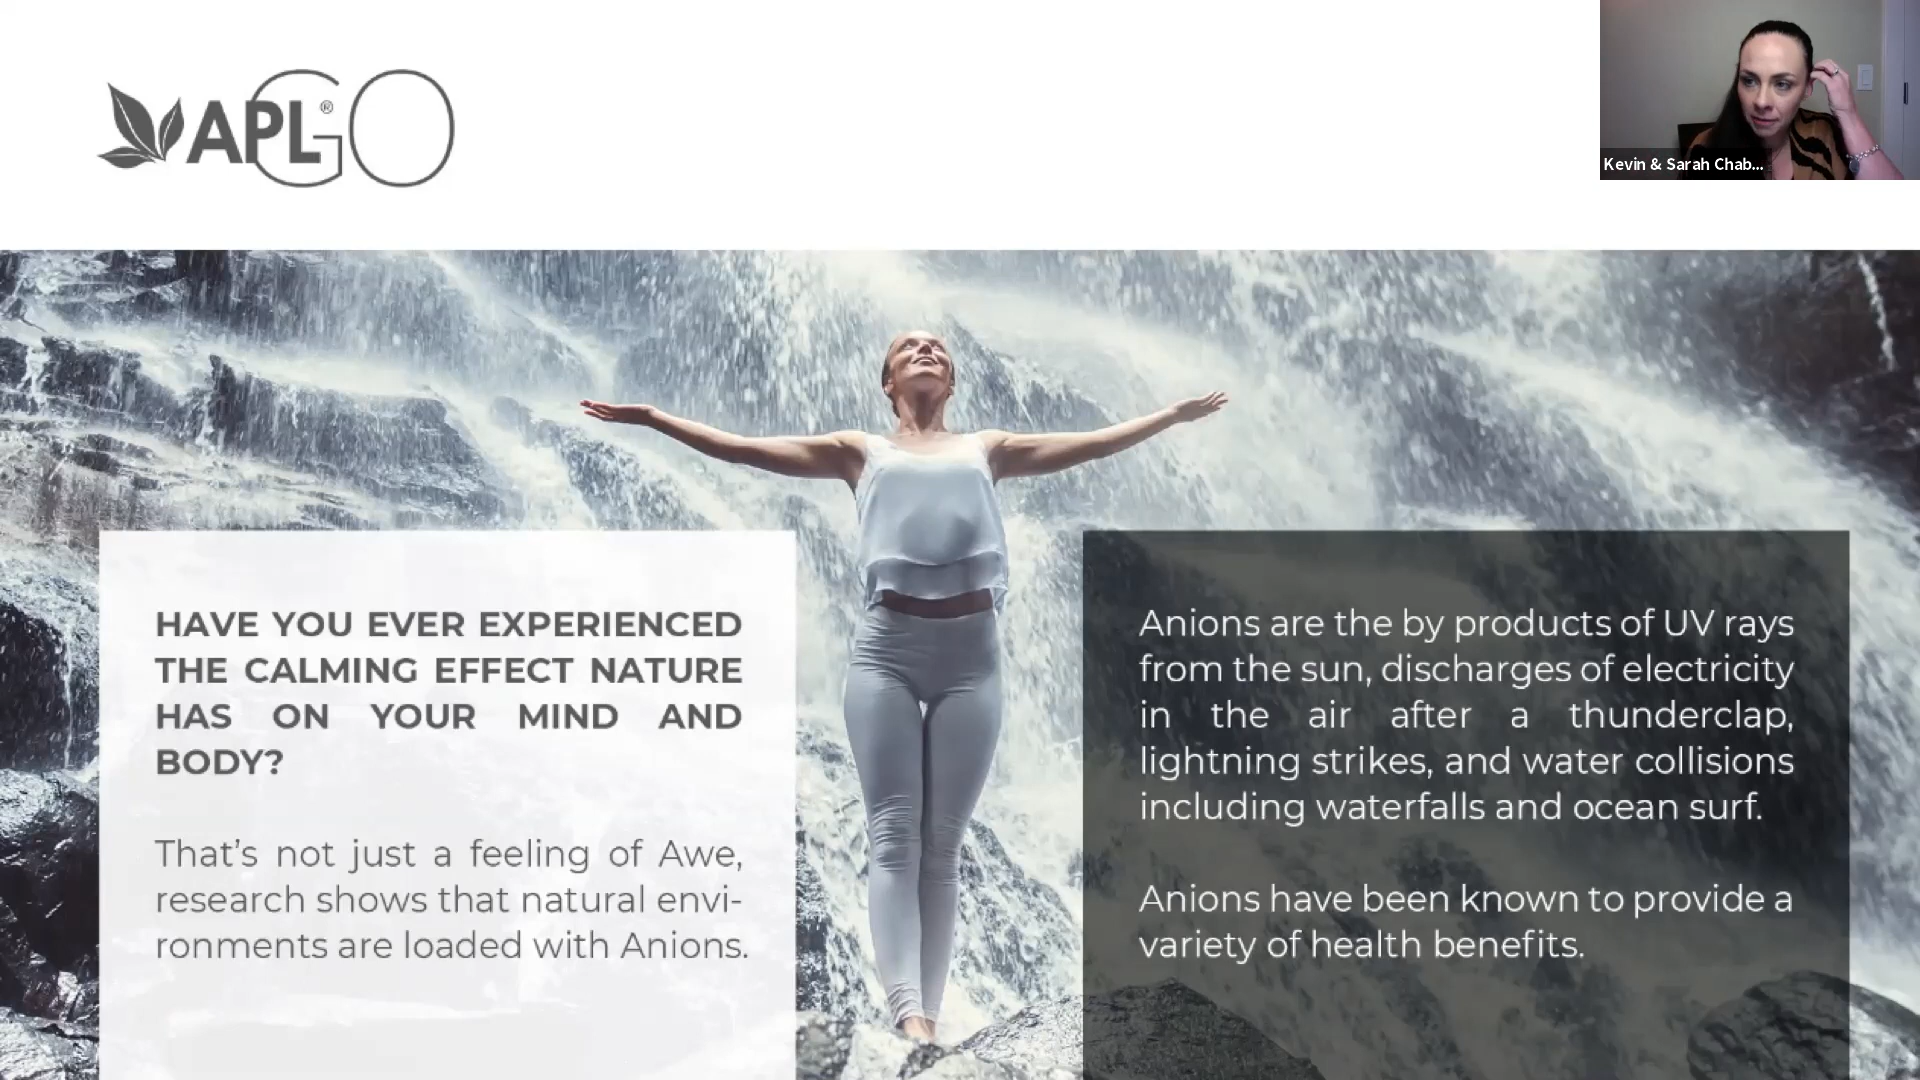 APL® GO
Kevin & Sarah Chab...
HAVE YOU EVER EXPERIENCED
THE CALMING EFFECT NATURE
HAS ON YOUR MIND AND
BODY?
That’s not just a feeling of Awe,
research shows that natural envi-
ronments are loaded with Anions.
Anions are the by products of UV rays
from the sun, discharges of electricity
in the air after a thunderclap,
lightning strikes, and water collisions
including waterfalls and ocean surf.
Anions have been known to provide a
variety of health benefits.